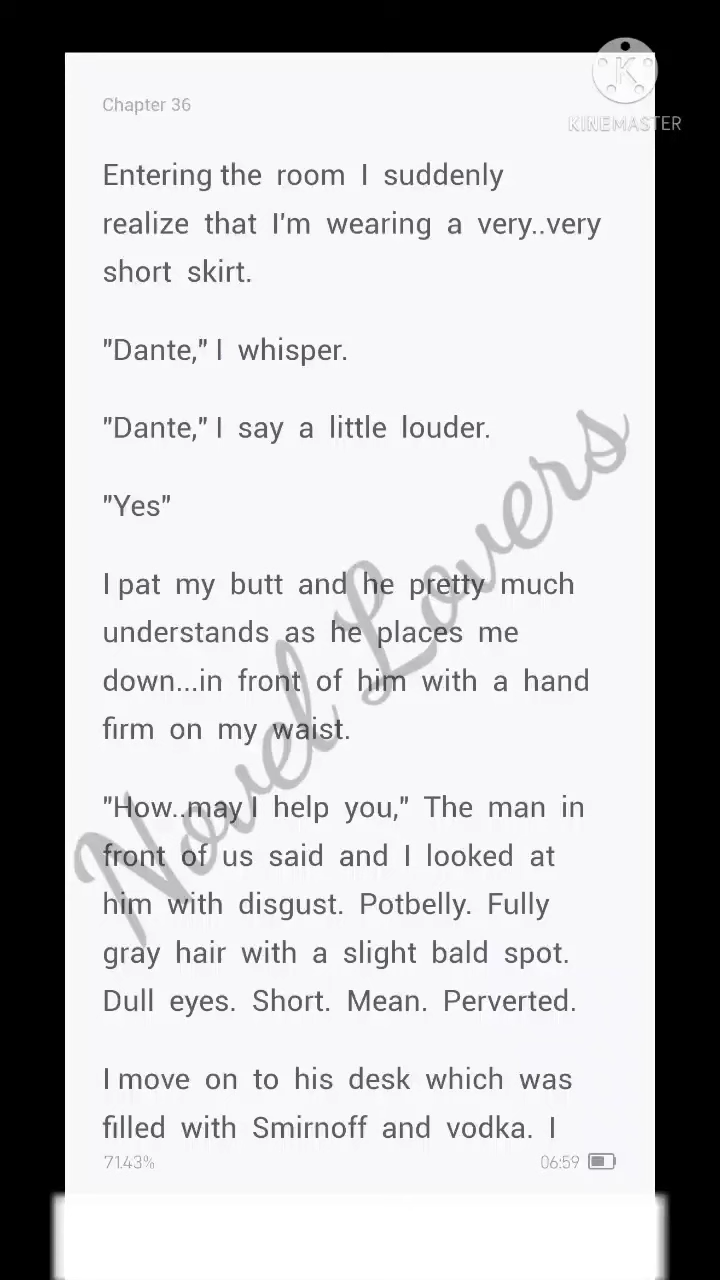 Chapter 36
KINEMASTER
Entering the room I suddenly
realize that I'm wearing a very..very
short skirt.
"Dante," I whisper.
"Dante," I say a little louder.
"Yes"
I pat my butt and he pretty much
understands as he places me
down...in front of him with a hand
firm on my waist.
"How..may I help you," The man in
front of us said and I looked at
him with disgust. Potbelly. Fully
gray hair with a slight bald spot.
Dull eyes. Short. Mean. Perverted.
I move on to his desk which was
filled with Smirnoff and vodka. I
71.43%
06:59
Novel Lovers